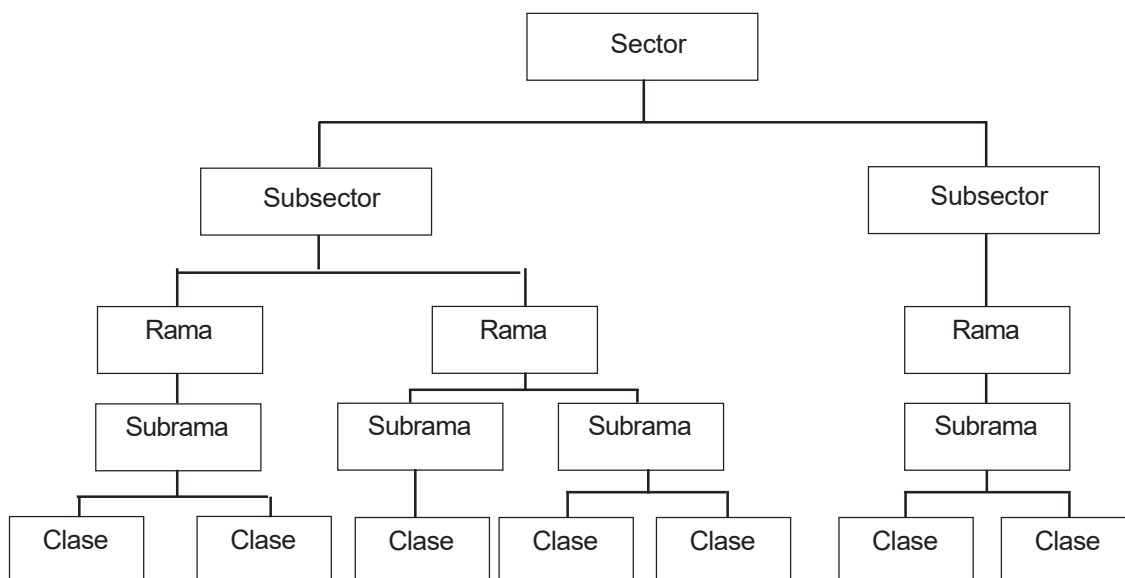 Sector
Subsector Subsector
Rama Rama Rama
Subrama Subrama Subrama Subrama
Clase Clase Clase Clase Clase Clase Clase